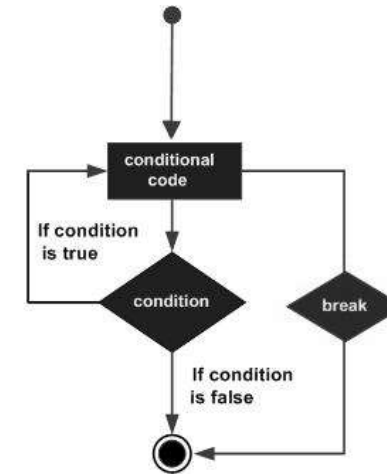 conditional
code
If condition
is true
condition
break
If condition
is false